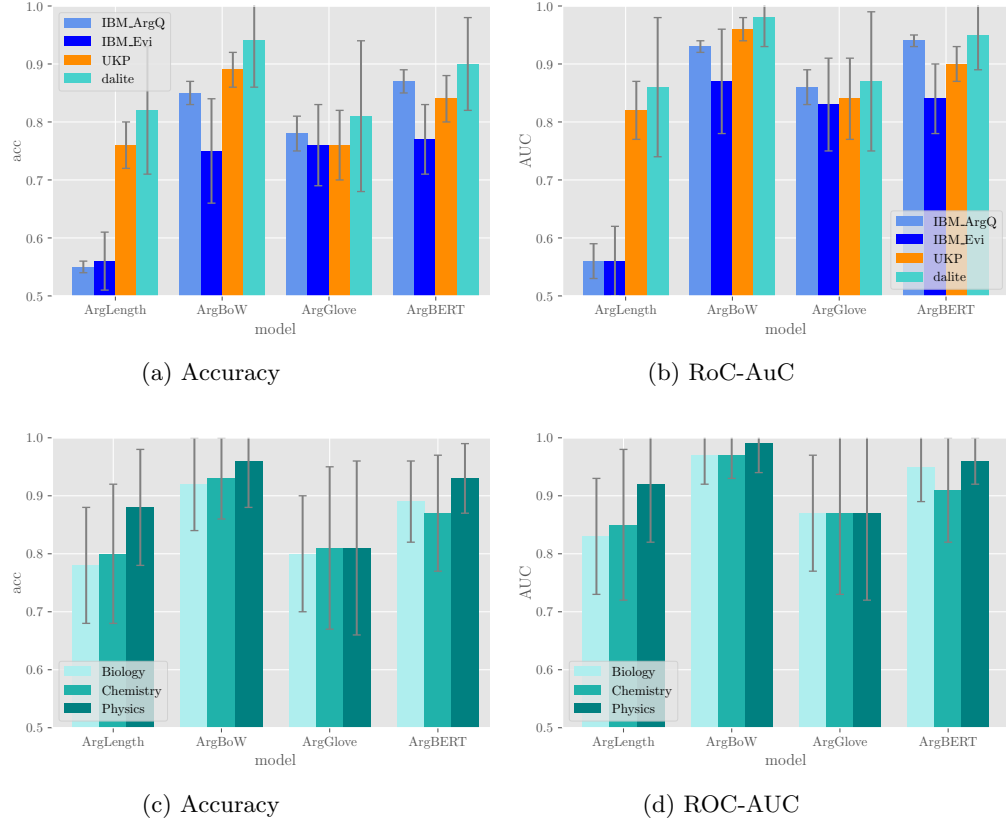 1.0
0.9
0.8
0.7
0.6
0.5
acc
IBM_ArgQ
IBM_Evi
UKP
dalite
ArgLength ArgBoW ArgGlove ArgBERT
model
(a) Accuracy
1.0
0.9
0.8
0.7
0.6
0.5
AUC
IBM_ArgQ
IBM_Evi
UKP
dalite
ArgLength ArgBoW ArgGlove ArgBERT
model
(b) RoC-AuC
1.0
0.9
0.8
0.7
0.6
0.5
acc
Biology
Chemistry
Physics
ArgLength ArgBoW ArgGlove ArgBERT
model
(c) Accuracy
1.0
0.9
0.8
0.7
0.6
0.5
AUC
Biology
Chemistry
Physics
ArgLength ArgBoW ArgGlove ArgBERT
model
(d) ROC-AUC